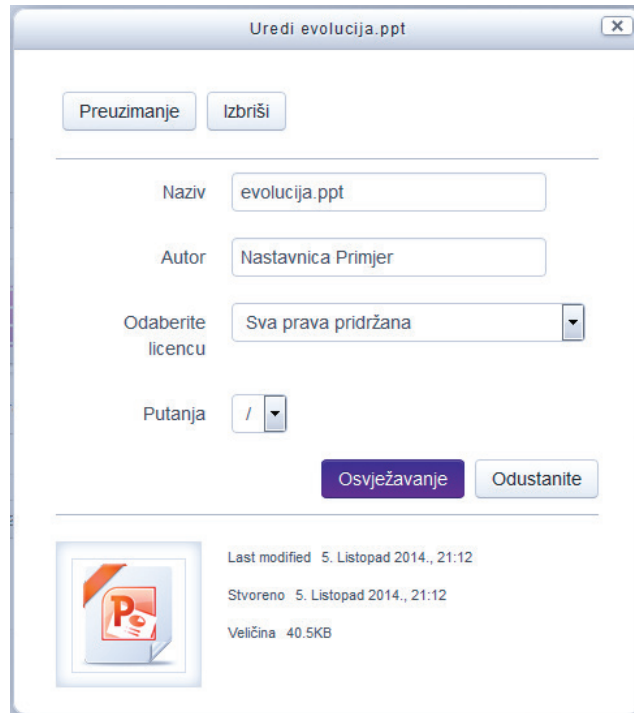 Uredi evolucija.ppt
Preuzimanje Izbriši
Naziv evolucija.ppt
Autor Nastavnica Primjer
Odaberite
licencu
Sva prava pridržana
Putanja /
Osvježavanje Odustanite
Last modified 5. Listopad 2014., 21:12
Stvoreno 5. Listopad 2014., 21:12
Veličina 40.5KB
P